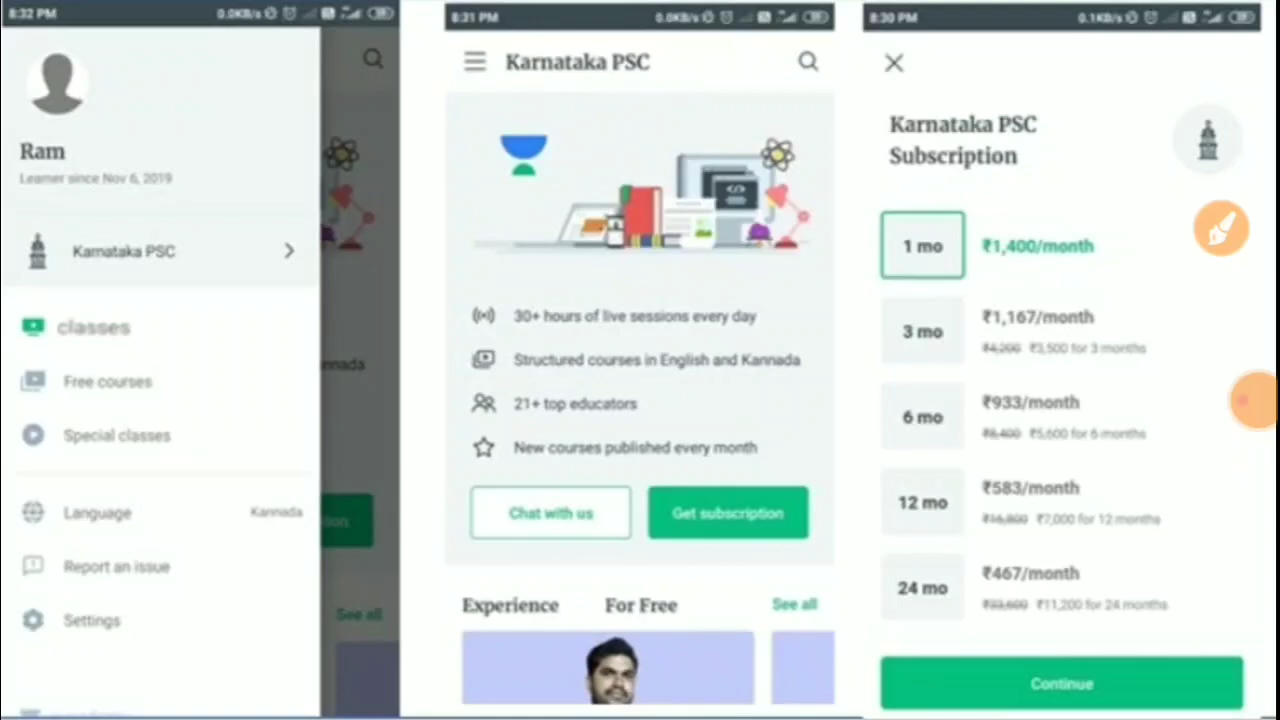 8:32 PM
0.0KB/s
Ram
Learner since Nov 6, 2019
Karnataka PSC
classes
Free courses
Special classes
Language
Kannada
Report an issue
Settings
See all
8:31 PM
0.0KB/s
Karnataka PSC
30+ hours of live sessions every day
Structured courses in English and Kannada
21+ top educators
New courses published every month
Chat with us
Get subscription
Experience
For Free
See all
8:30 PM
0.1KB/s
Karnataka PSC
Subscription
1 mo
₹1,400/month
3 mo
₹1,167/month
₹4,200 ₹3,500 for 3 months
6 mo
₹933/month
₹8,400 ₹5,600 for 6 months
12 mo
₹583/month
₹16,800 ₹7,000 for 12 months
24 mo
₹467/month
₹33,600 ₹11,200 for 24 months
Continue